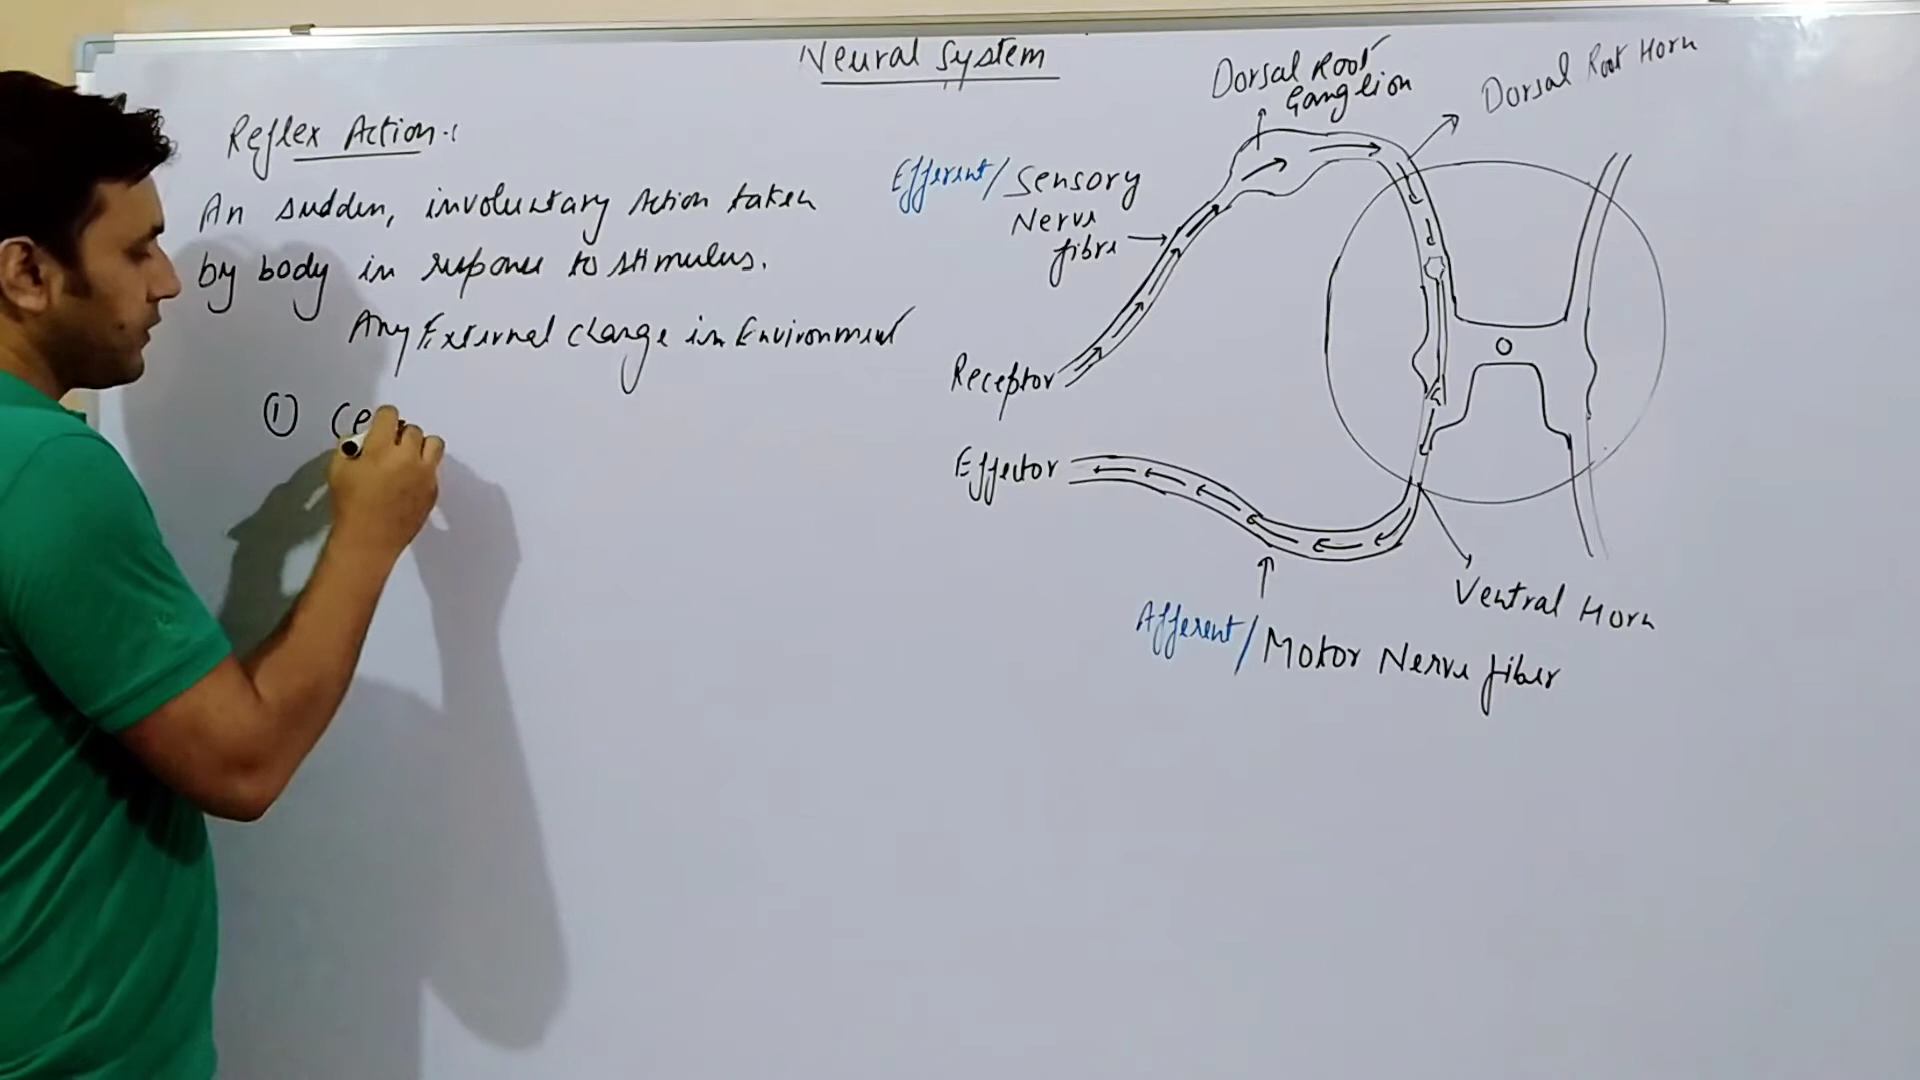 Neural System
Reflex Action:
An sudden, involuntary Action taken
by body in response to stimulus.
Any External Change in Environment
① Ce
Dorsal Root
Ganglion
Dorsal Root Horn
Efferent/Sensory
Nerve
fibre
Receptor
Effector
Ventral Horn
Afferent/Motor Nerve fiber